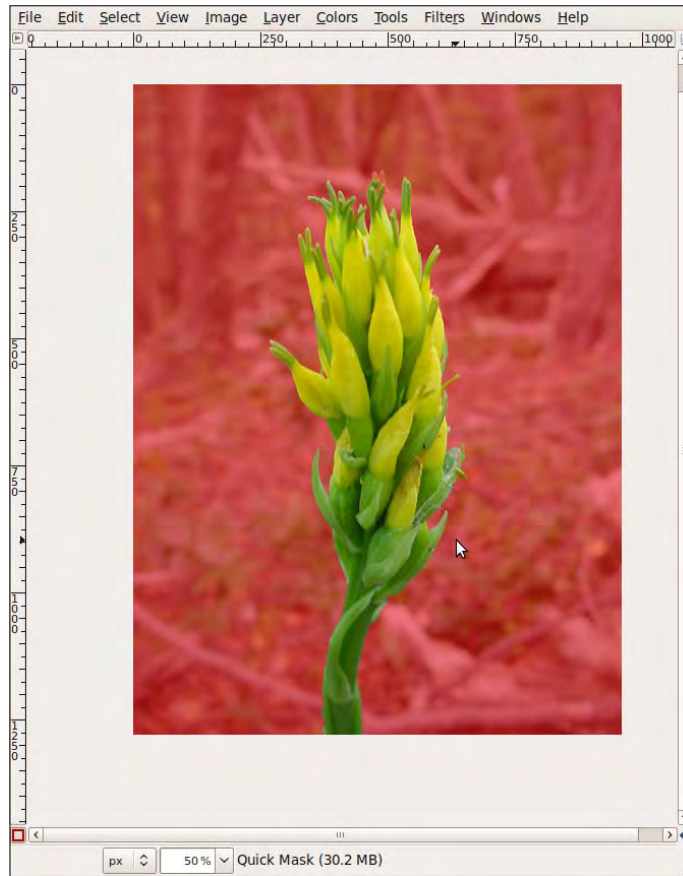 File Edit Select View Image Layer Colors Tools Filters Windows Help
0 0 250 500 750 1000
0
250
500
750
1000
1250
px 50 % Quick Mask (30.2 MB)